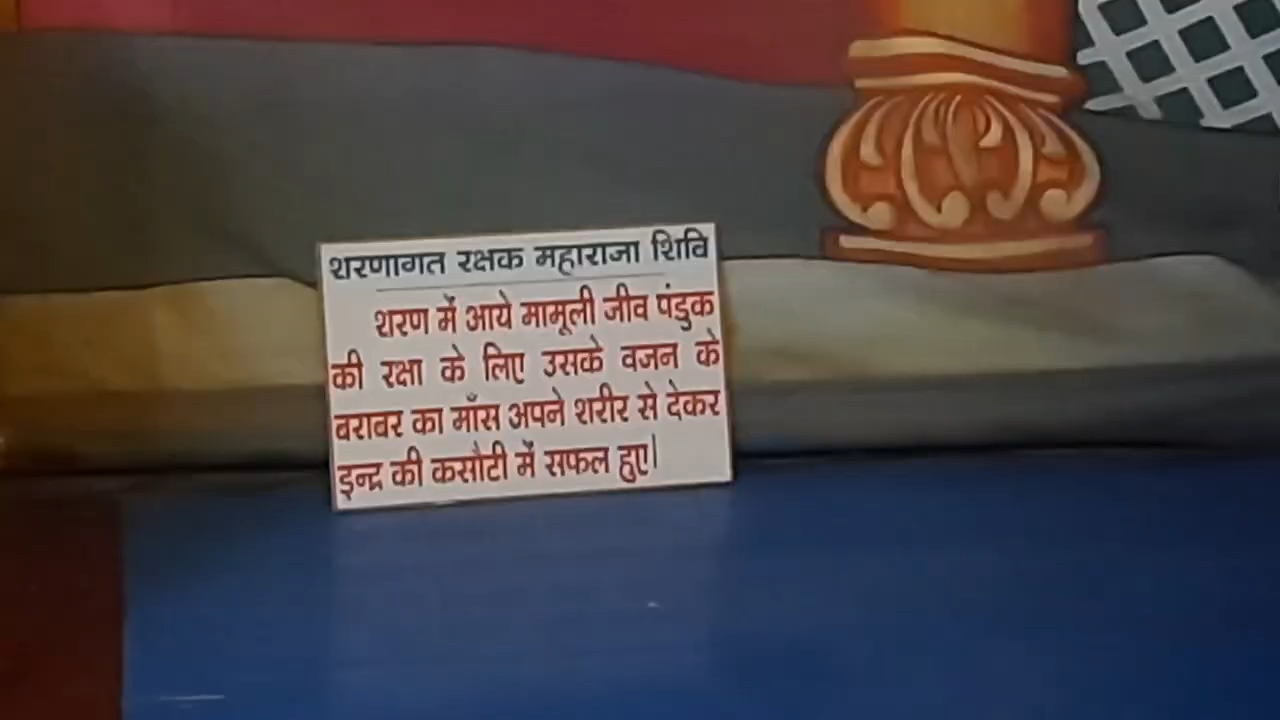 शरणागत रक्षक महाराजा शिवि
शरण में आये मामूली जीव पंडुक
की रक्षा के लिए उसके वजन के
बराबर का माँस अपने शरीर से देकर
इन्द्र की कसौटी में सफल हुए।